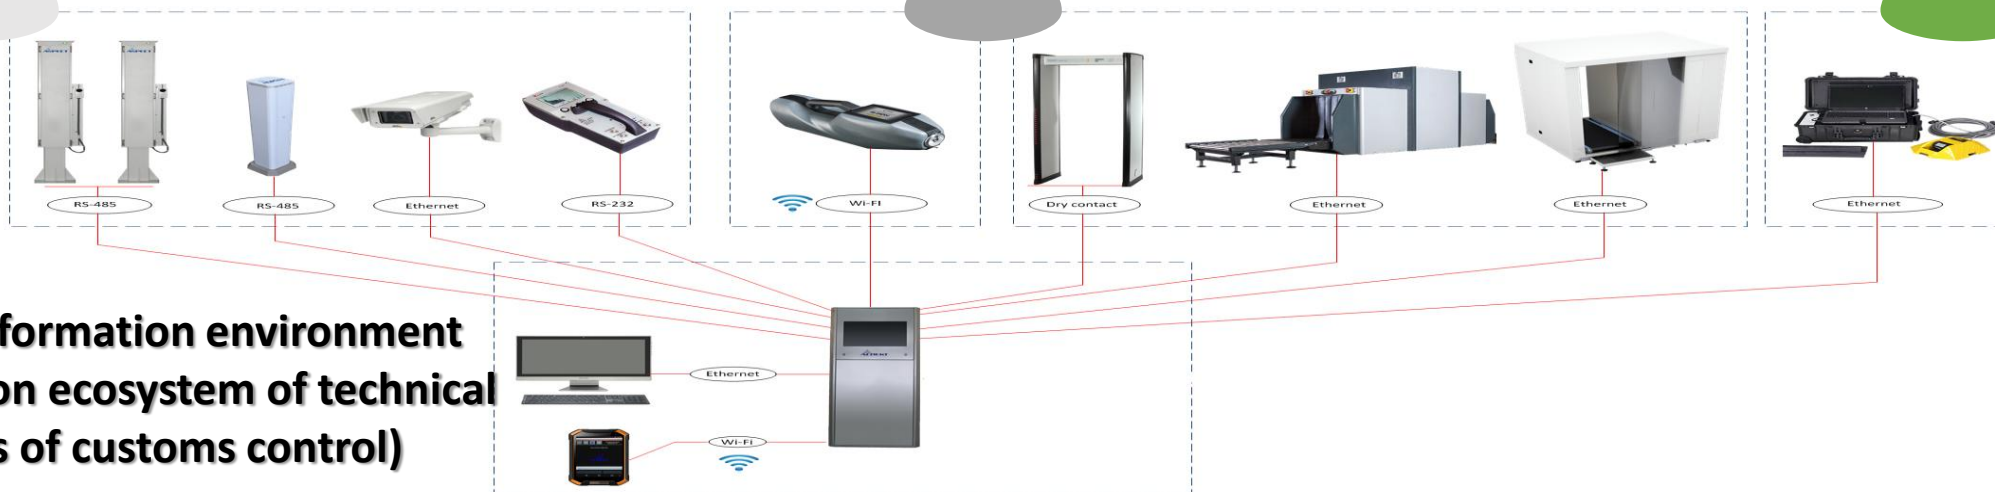 RS-485
RS-485
Ethernet
RS-232
Wi-FI
Dry contact
Ethernet
Ethernet
Ethernet
formation environment
on ecosystem of technical
s of customs control)
Ethernet
Wi-Fi